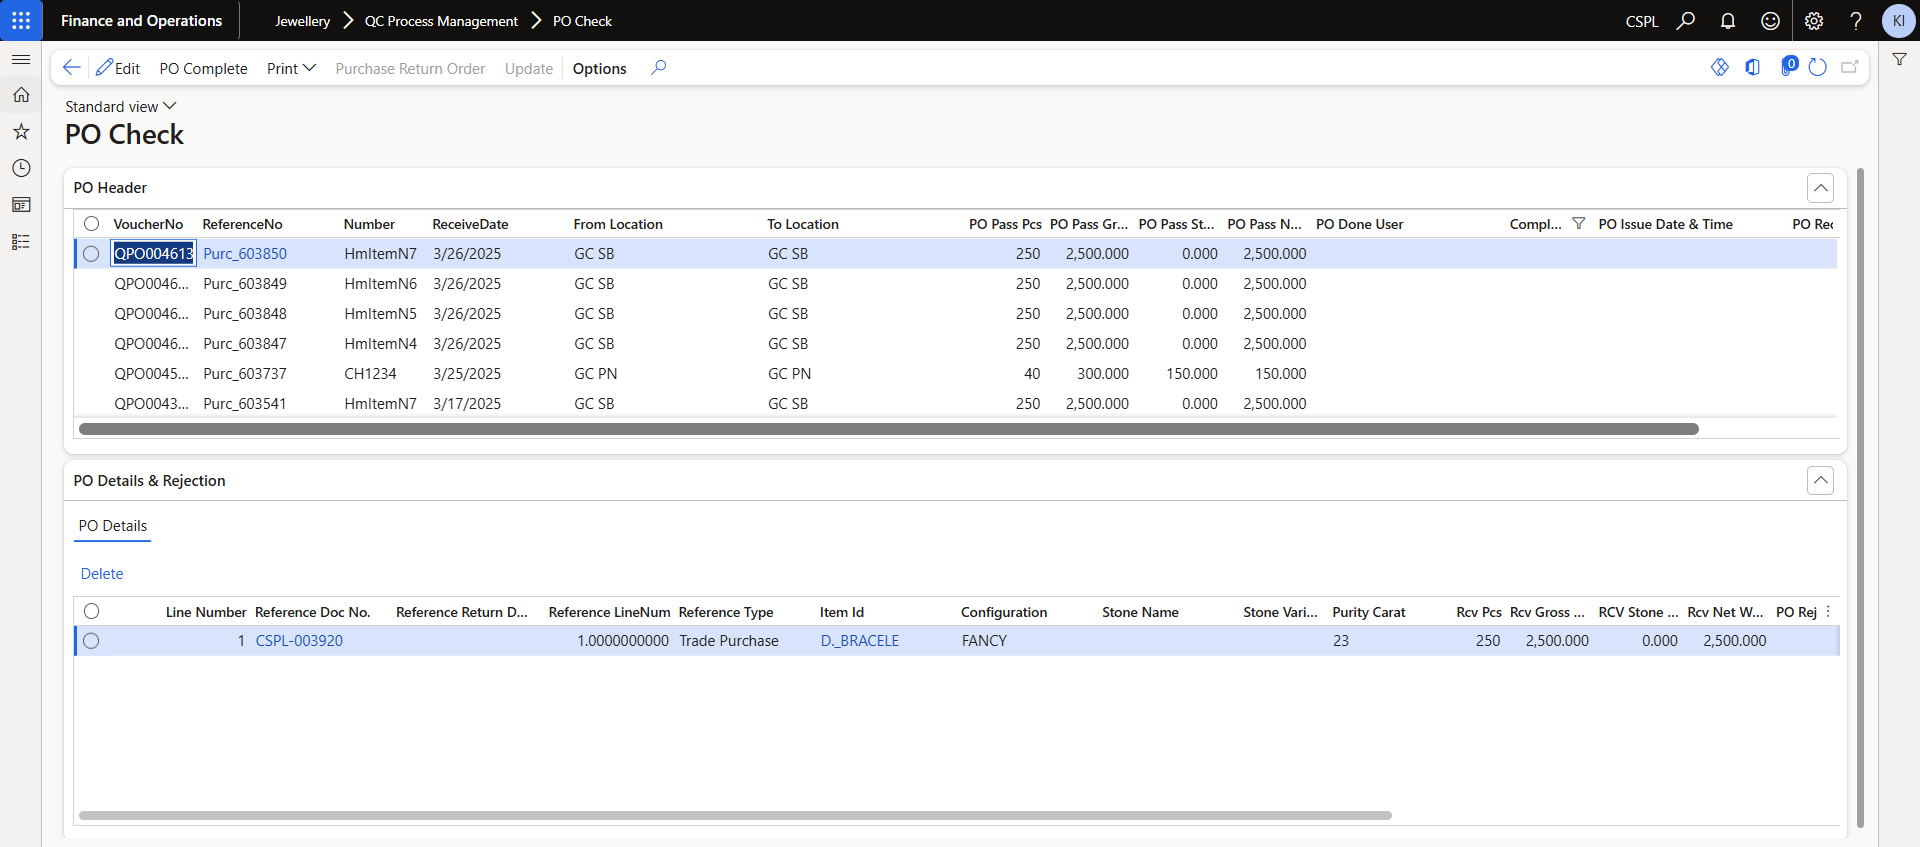 Finance and Operations Jewellery QC Process Management PO Check CSPL KI
Edit PO Complete Print Purchase Return Order Update Options 0
Standard view
PO Check
PO Header
VoucherNo ReferenceNo Number ReceiveDate From Location To Location PO Pass Pcs PO Pass Gr... PO Pass St... PO Pass N... PO Done User Compl... PO Issue Date & Time PO Rec
QPO004613 Purc_603850 HmItemN7 3/26/2025 GC SB GC SB 250 2,500.000 0.000 2,500.000
QPO0046... Purc_603849 HmItemN6 3/26/2025 GC SB GC SB 250 2,500.000 0.000 2,500.000
QPO0046... Purc_603848 HmItemN5 3/26/2025 GC SB GC SB 250 2,500.000 0.000 2,500.000
QPO0046... Purc_603847 HmItemN4 3/26/2025 GC SB GC SB 250 2,500.000 0.000 2,500.000
QPO0045... Purc_603737 CH1234 3/25/2025 GC PN GC PN 40 300.000 150.000 150.000
QPO0043... Purc_603541 HmItemN7 3/17/2025 GC SB GC SB 250 2,500.000 0.000 2,500.000
PO Details & Rejection
PO Details
Delete
Line Number Reference Doc No. Reference Return D... Reference LineNum Reference Type Item Id Configuration Stone Name Stone Vari... Purity Carat Rcv Pcs Rcv Gross ... RCV Stone ... Rcv Net W... PO Rej
1 CSPL-003920 1.0000000000 Trade Purchase D._BRACELE FANCY 23 250 2,500.000 0.000 2,500.000